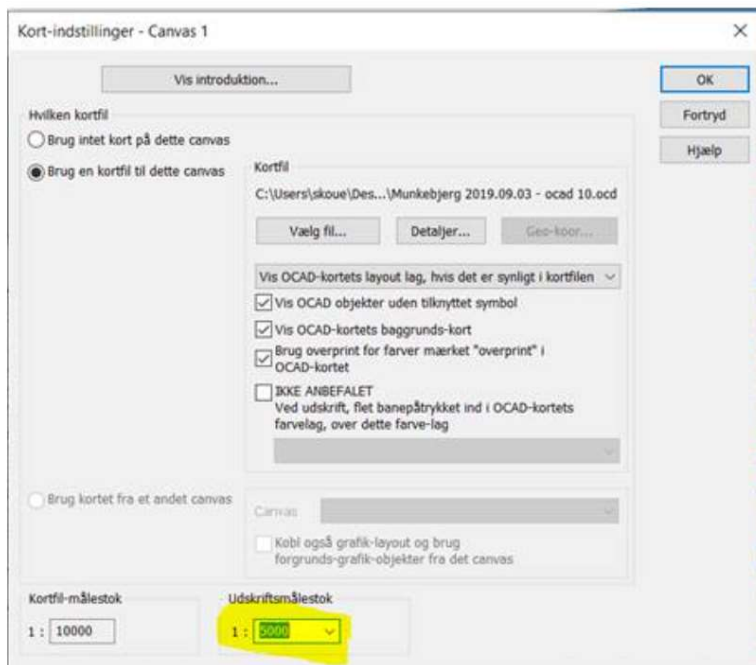 Kort-indstillinger - Canvas 1
Vis introduktion...
OK
Fortryd
Hjælp
Hvilken kortfil
Brug intet kort på dette canvas
Brug en kortfil til dette canvas
Kortfil
C:\Users\skoue\Des...\Munkebjerg 2019.09.03 - ocad 10.ocd
Vælg fil...
Detaljer...
Geo-koor...
Vis OCAD-kortets layout lag, hvis det er synligt i kortfilen
Vis OCAD objekter uden tilknyttet symbol
Vis OCAD-kortets baggrunds-kort
Brug overprint for farver mærket "overprint" i
OCAD-kortet
IKKE ANBEFALET
Ved udskrift, flet banepåtrykket ind i OCAD-kortets
farvelag, over dette farve-lag
Brug kortet fra et andet canvas
Canvas
Kobl også grafik-layout og brug
forgrunds-grafik-objekter fra det canvas
Kortfil-målestok
1 : 10000
Udskriftsmålestok
1 : 5000